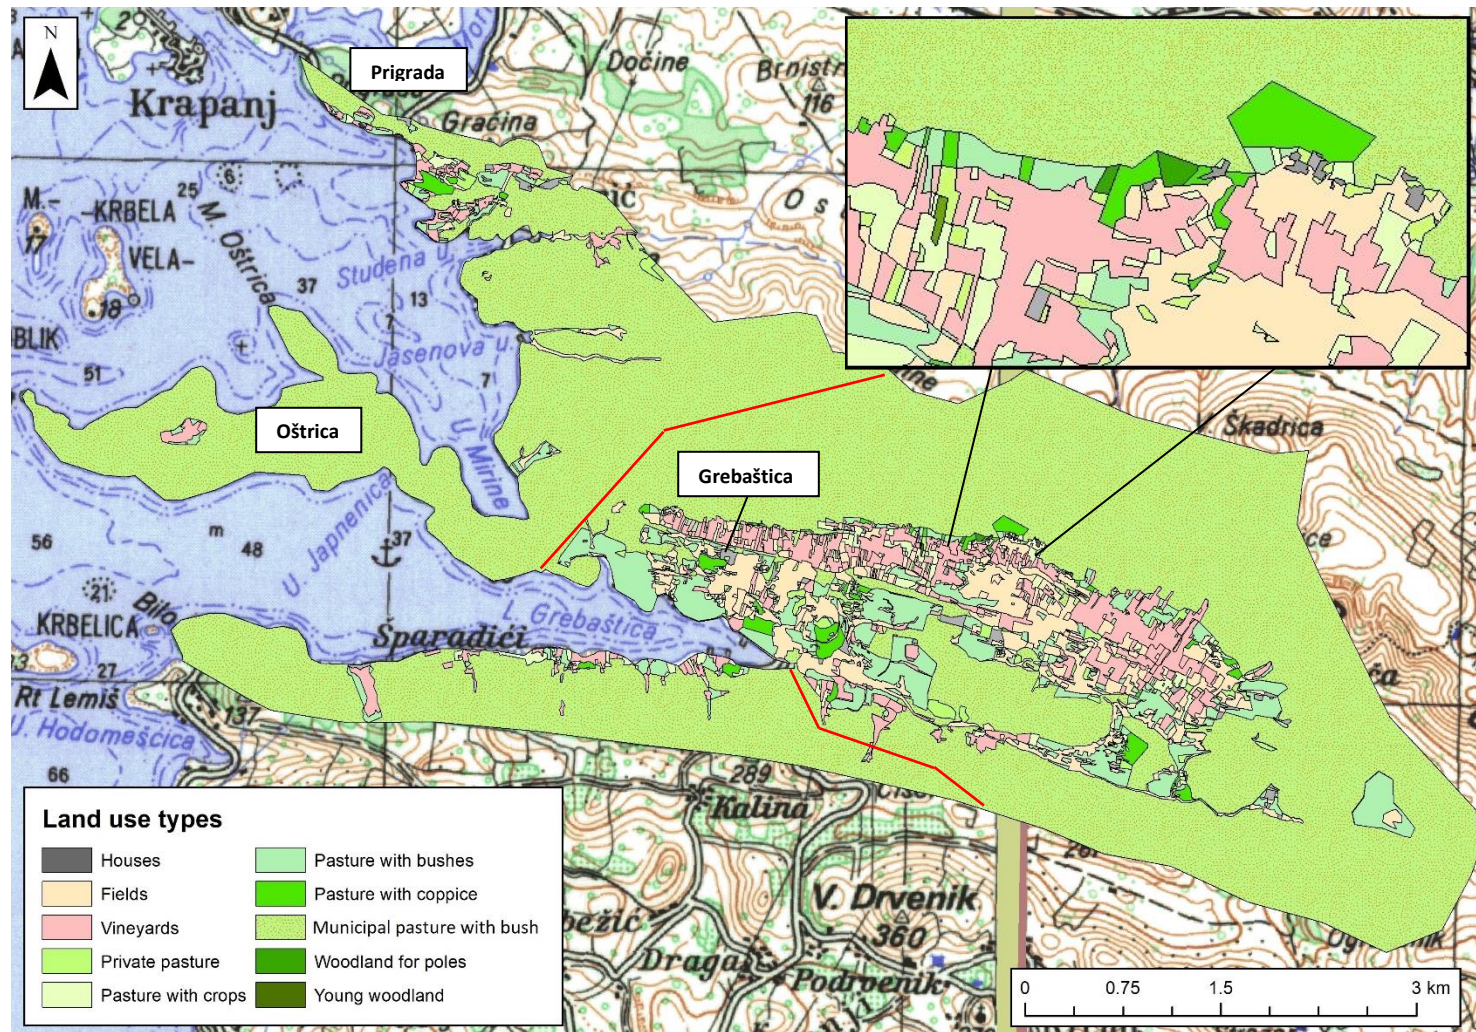 N
2
Prigrada
Krapanj
Gračina
Dočine
116
25
6
M.-
-KRBELA
17
VELA-
18
M. Oštrica
37
Studena u.
13
7
Jasenova u.
BLIK
51
7
Oštrica
U. Mirine
Škadrica
Grebaštica
m
48
37
56
U. Japnenica
21
Bilo
KRBELICA
L. Grebaštica
Šparadići
27
Rt Lemiš
137
U. Hodomešćica
66
289
Kalina
V. Drvenik
360
Podrvenik
Land use types
Houses
Fields
Vineyards
Private pasture
Pasture with crops
Pasture with bushes
Pasture with coppice
Municipal pasture with bush
Woodland for poles
Young woodland
0 0.75 1.5 3 km